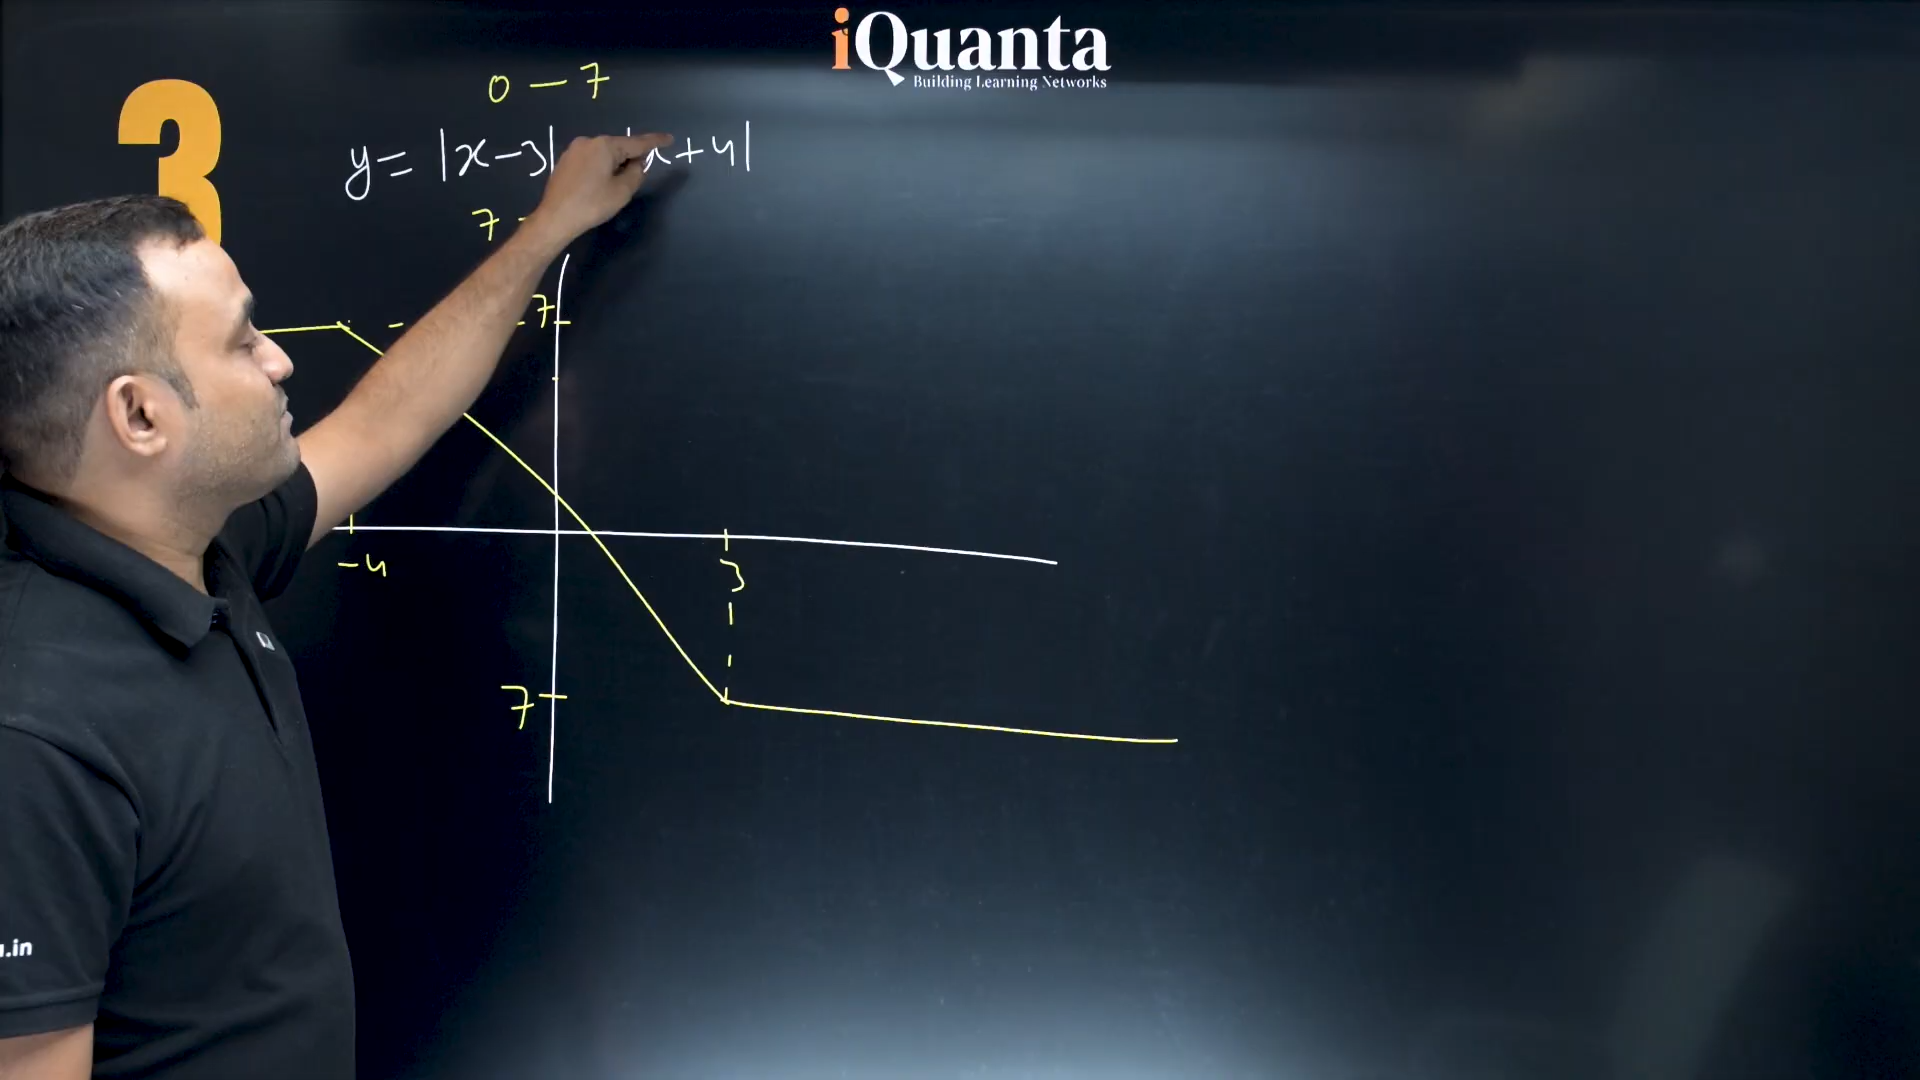 iQuanta
Building Learning Networks
3
0 - 7
y = |x-3| x+4|
7 -
7
-4
3
7
.in